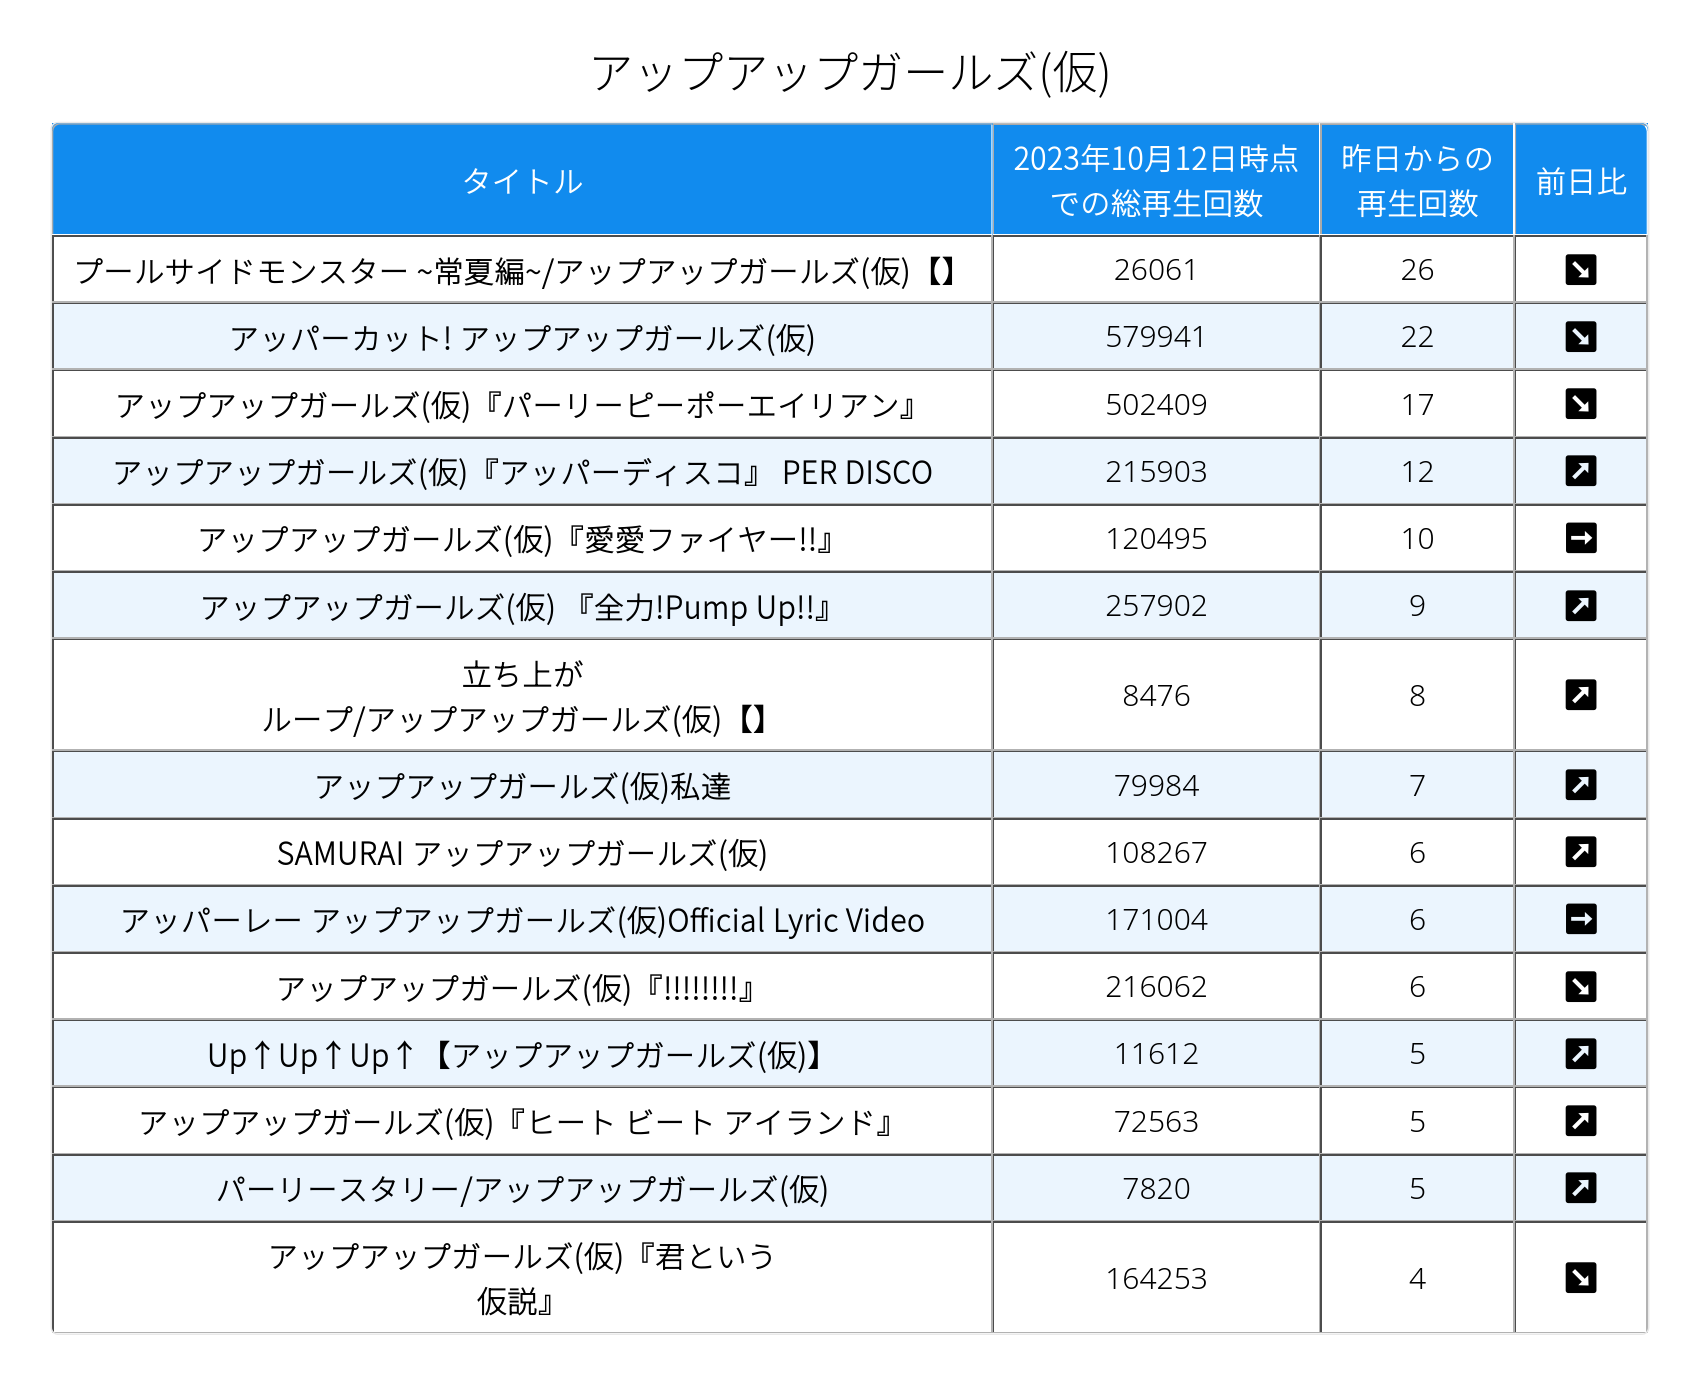 アップアップガールズ(仮)
タイトル
2023年10月12日時点
での総再生回数
昨日からの
再生回数
前日比
プールサイドモンスター ~常夏編~/アップアップガールズ(仮)【】 26061 26 ↘
アッパーカット! アップアップガールズ(仮) 579941 22 ↘
アップアップガールズ(仮)『パーリーピーポーエイリアン』 502409 17 ↘
アップアップガールズ(仮)『アッパーディスコ』 PER DISCO 215903 12 ↗
アップアップガールズ(仮)『愛愛ファイヤー!!』 120495 10 →
アップアップガールズ(仮) 『全力!Pump Up!!』 257902 9 ↗
立ち上が
ループ/アップアップガールズ(仮)【】 8476 8 ↗
アップアップガールズ(仮)私達 79984 7 ↗
SAMURAI アップアップガールズ(仮) 108267 6 ↗
アッパーレー アップアップガールズ(仮)Official Lyric Video 171004 6 →
アップアップガールズ(仮)『!!!!!!!!』 216062 6 ↘
Up↑Up↑Up↑【アップアップガールズ(仮)】 11612 5 ↗
アップアップガールズ(仮)『ヒート ビート アイランド』 72563 5 ↗
パーリースタリー/アップアップガールズ(仮) 7820 5 ↗
アップアップガールズ(仮)『君という
仮説』 164253 4 ↘